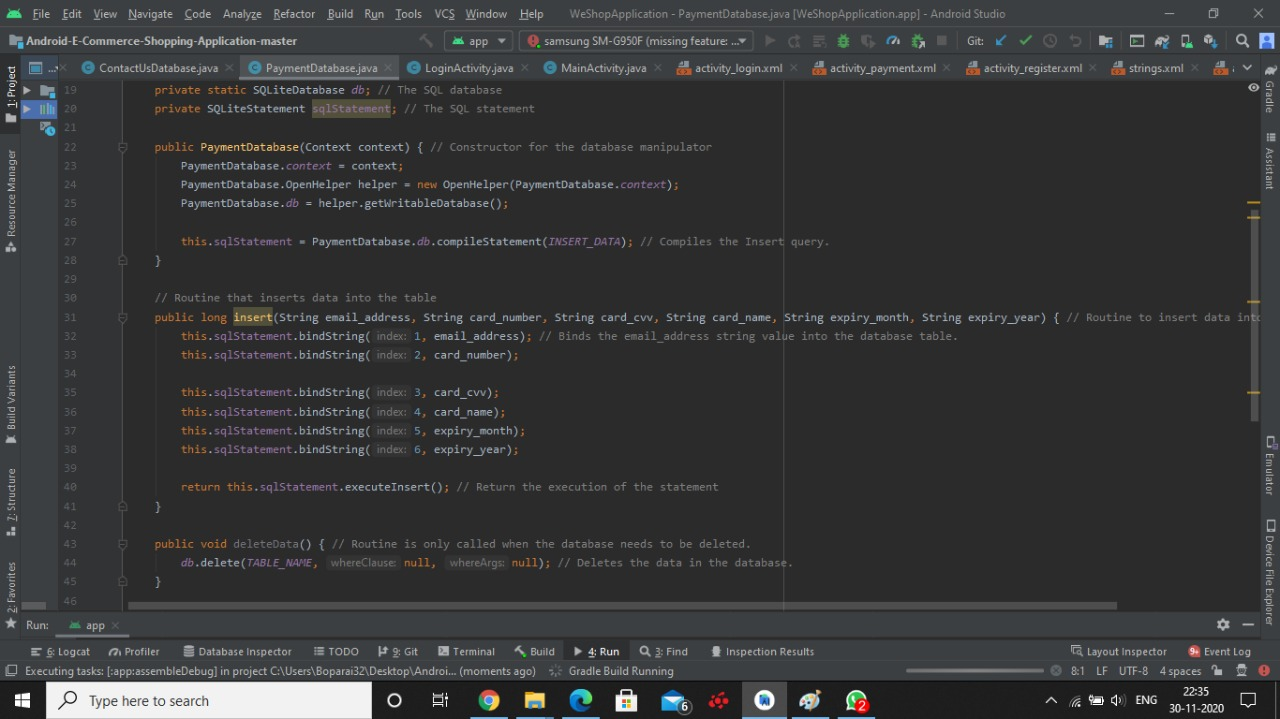 File Edit View Navigate Code Analyze Refactor Build Run Tools VCS Window Help WeShopApplication - PaymentDatabase.java [WeShopApplication.app] - Android Studio
Android-E-Commerce-Shopping-Application-master app samsung SM-G950F (missing feature: ... Git:
... ContactUsDatabase.java PaymentDatabase.java LoginActivity.java MainActivity.java activity_login.xml activity_payment.xml activity_register.xml strings.xml
1: Project
Resource Manager
Build Variants
7: Structure
2: Favorites
19 private static SQLiteDatabase db; // The SQL database
20 private SQLiteStatement sqlStatement; // The SQL statement
21
22 public PaymentDatabase(Context context) { // Constructor for the database manipulator
23 PaymentDatabase.context = context;
24 PaymentDatabase.OpenHelper helper = new OpenHelper(PaymentDatabase.context);
25 PaymentDatabase.db = helper.getWritableDatabase();
26
27 this.sqlStatement = PaymentDatabase.db.compileStatement(INSERT_DATA); // Compiles the Insert query.
28 }
29
30 // Routine that inserts data into the table
31 public long insert(String email_address, String card_number, String card_cvv, String card_name, String expiry_month, String expiry_year) { // Routine to insert data into
32 this.sqlStatement.bindString( index: 1, email_address); // Binds the email_address string value into the database table.
33 this.sqlStatement.bindString( index: 2, card_number);
34
35 this.sqlStatement.bindString( index: 3, card_cvv);
36 this.sqlStatement.bindString( index: 4, card_name);
37 this.sqlStatement.bindString( index: 5, expiry_month);
38 this.sqlStatement.bindString( index: 6, expiry_year);
39
40 return this.sqlStatement.executeInsert(); // Return the execution of the statement
41 }
42
43 public void deleteData() { // Routine is only called when the database needs to be deleted.
44 db.delete(TABLE_NAME, whereClause: null, whereArgs: null); // Deletes the data in the database.
45 }
46
Gradle
Assistant
Emulator
Device File Explorer
Run: app
6: Logcat Profiler Database Inspector TODO 9: Git Terminal Build 4: Run 3: Find Inspection Results Layout Inspector 9+ Event Log
Executing tasks: [:app:assembleDebug] in project C:\Users\Boparai32\Desktop\Androi... (moments ago) Gradle Build Running 8:1 LF UTF-8 4 spaces
Type here to search 6 2 ENG 22:35
30-11-2020